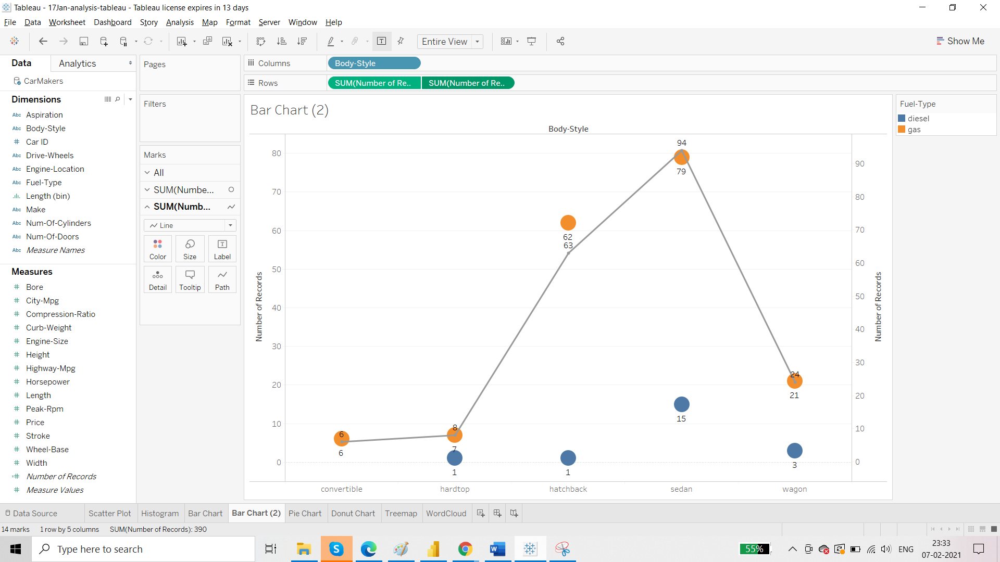 Tableau - 17Jan-analysis-tableau - Tableau license expires in 13 days
File Data Worksheet Dashboard Story Analysis Map Format Server Window Help
Entire View
Show Me
Data Analytics
CarMakers
Dimensions
Abc Aspiration
Abc Body-Style
# Car ID
Abc Drive-Wheels
Abc Engine-Location
Abc Fuel-Type
Length (bin)
Abc Make
Abc Num-Of-Cylinders
Abc Num-Of-Doors
Abc Measure Names
Measures
# Bore
# City-Mpg
# Compression-Ratio
# Curb-Weight
# Engine-Size
# Height
# Highway-Mpg
# Horsepower
# Length
# Peak-Rpm
# Price
# Stroke
# Wheel-Base
# Width
=# Number of Records
# Measure Values
Pages
Filters
Marks
All
SUM(Numbe...
SUM(Numb...
Line
Color Size Label
Detail Tooltip Path
Columns
Body-Style
Rows
SUM(Number of Re.. SUM(Number of Re..
Bar Chart (2)
Body-Style
Number of Records
80
70
60
50
40
30
20
10
0
6
6
8
7
1
62
63
1
94
79
15
24
21
3
90
80
70
60
50
40
30
20
10
0
Number of Records
convertible hardtop hatchback sedan wagon
Fuel-Type
diesel
gas
Data Source Scatter Plot Histogram Bar Chart Bar Chart (2) Pie Chart Donut Chart Treemap WordCloud
14 marks 1 row by 5 columns SUM(Number of Records): 390
Type here to search
55%
ENG
23:33
07-02-2021